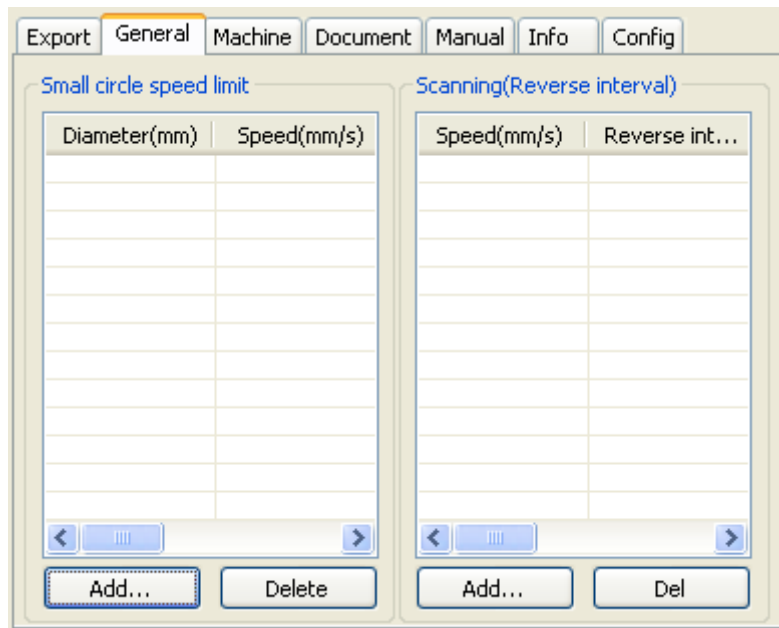 Export General Machine Document Manual Info Config
Small circle speed limit Scanning(Reverse interval)
Diameter(mm) Speed(mm/s) Speed(mm/s) Reverse int...
Add... Delete Add... Del